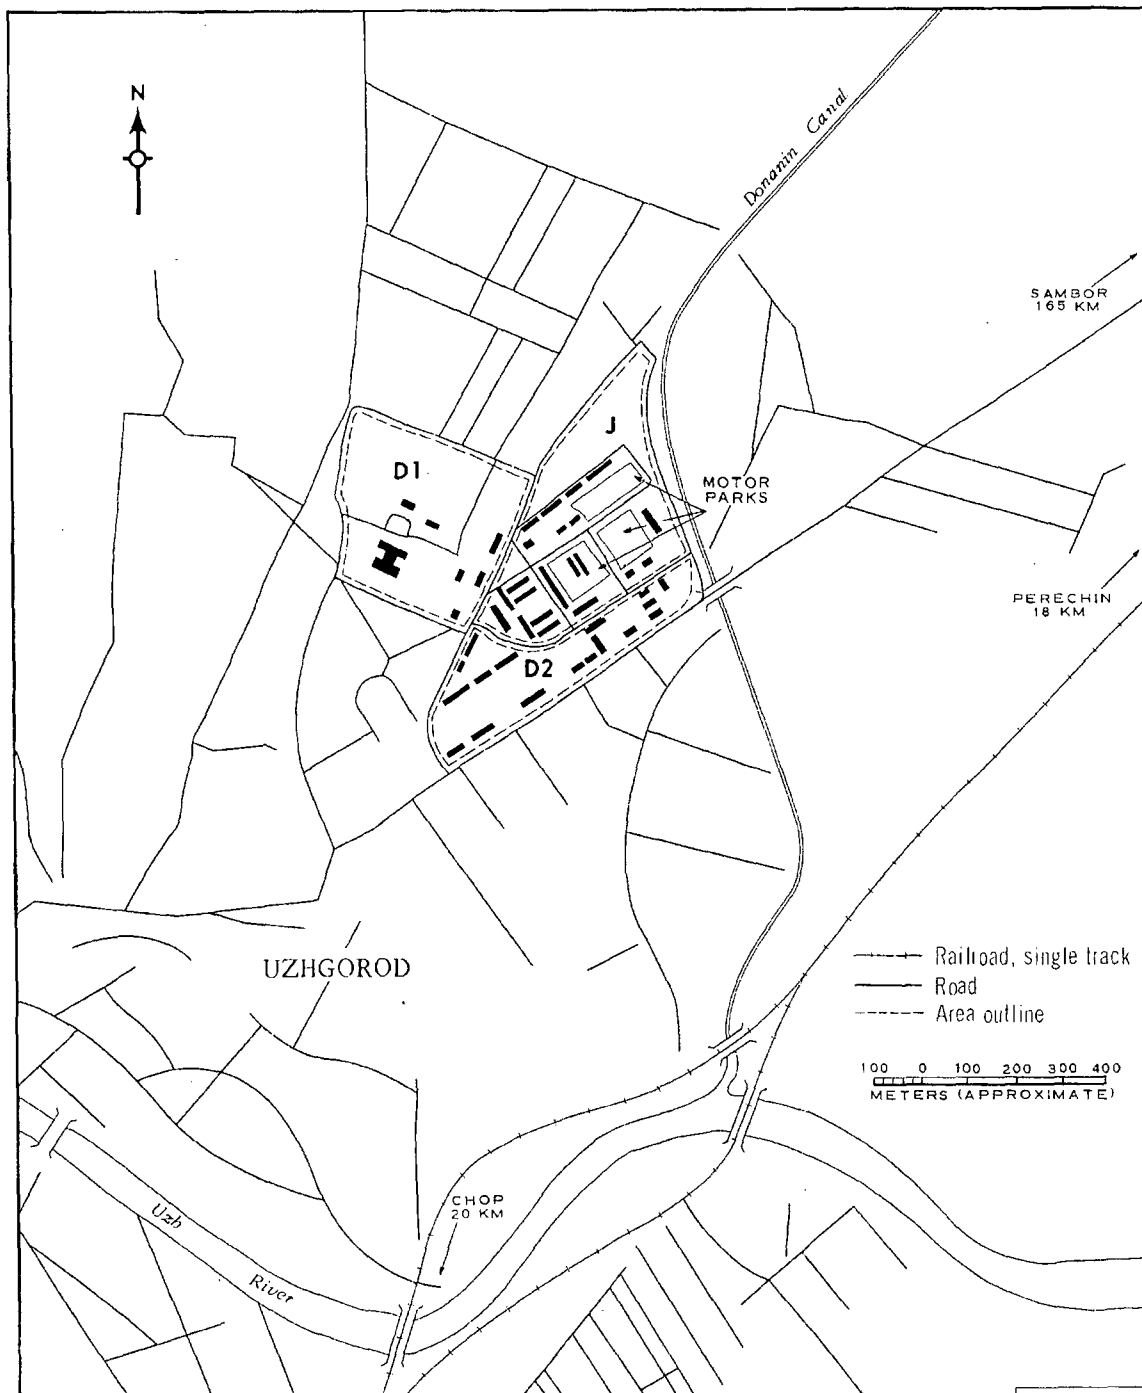 N
Donanin Canal
SAMBOR
165 KM
J
D1
MOTOR
PARKS
PERECHIN
18 KM
D2
UZHGOROD
Railroad, single track
Road
Area outline
100 0 100 200 300 400
METERS (APPROXIMATE)
CHOP
20 KM
Uzh
River